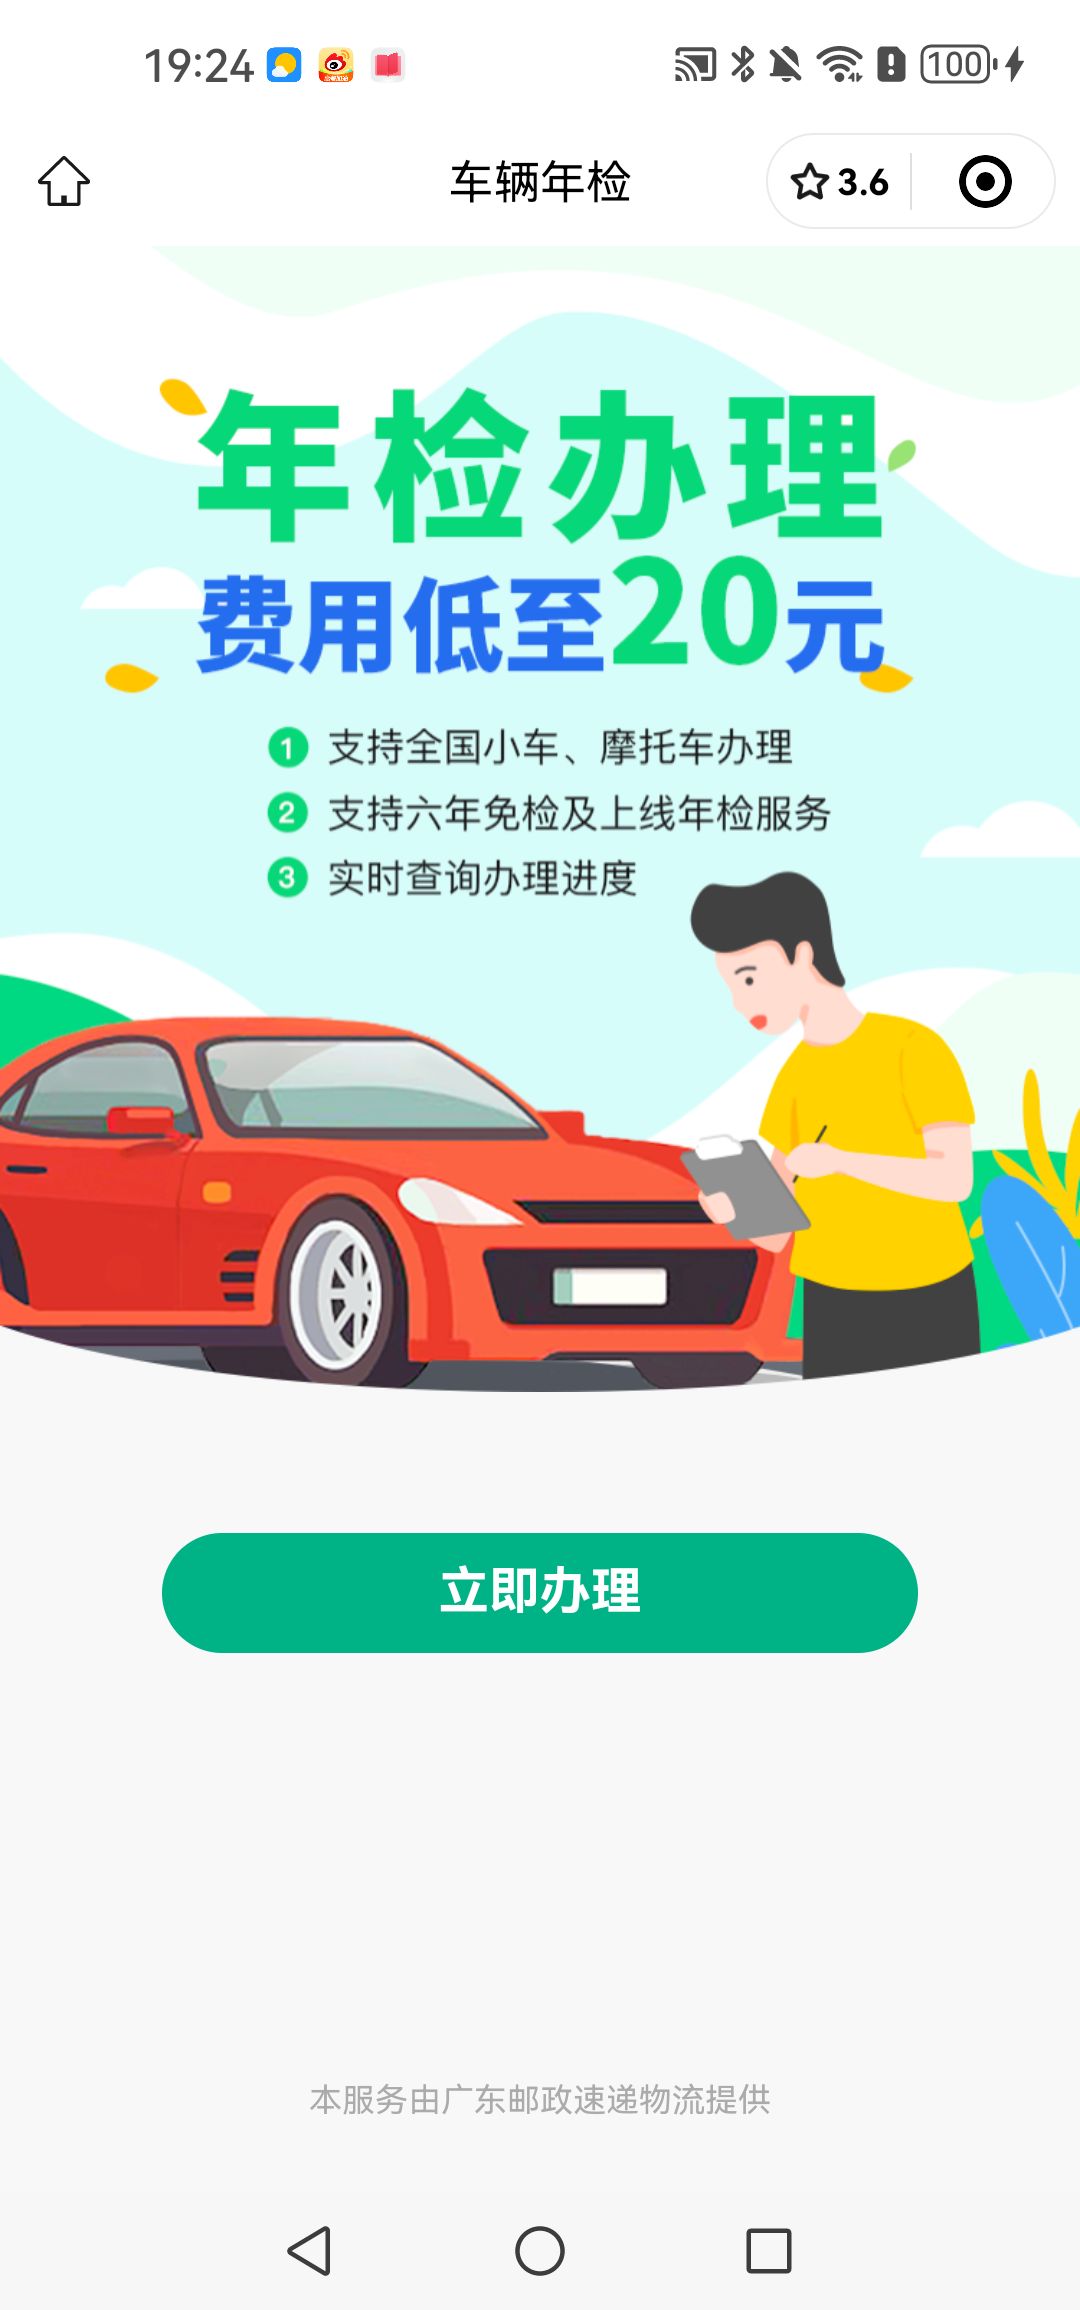 19:24
100
车辆年检
3.6
年检办理
费用低至20元
1 支持全国小车、摩托车办理
2 支持六年免检及上线年检服务
3 实时查询办理进度
立即办理
本服务由广东邮政速递物流提供